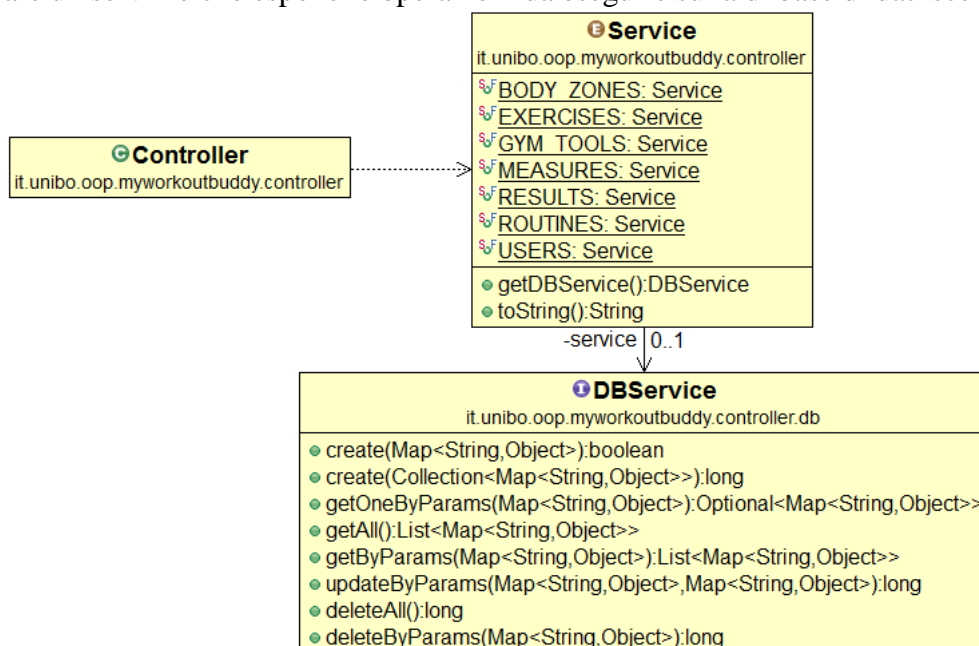 Service
it.unibo.oop.myworkoutbuddy.controller
BODY_ZONES: Service
EXERCISES: Service
GYM_TOOLS: Service
MEASURES: Service
RESULTS: Service
ROUTINES: Service
USERS: Service
getDBService():DBService
toString():String
Controller
it.unibo.oop.myworkoutbuddy.controller
-service 0..1
DBService
it.unibo.oop.myworkoutbuddy.controller.db
create(Map<String,Object>):boolean
create(Collection<Map<String,Object>>):long
getOneByParams(Map<String,Object>):Optional<Map<String,Object>>
getAll():List<Map<String,Object>>
getByParams(Map<String,Object>):List<Map<String,Object>>
updateByParams(Map<String,Object>,Map<String,Object>):long
deleteAll():long
deleteByParams(Map<String,Object>):long